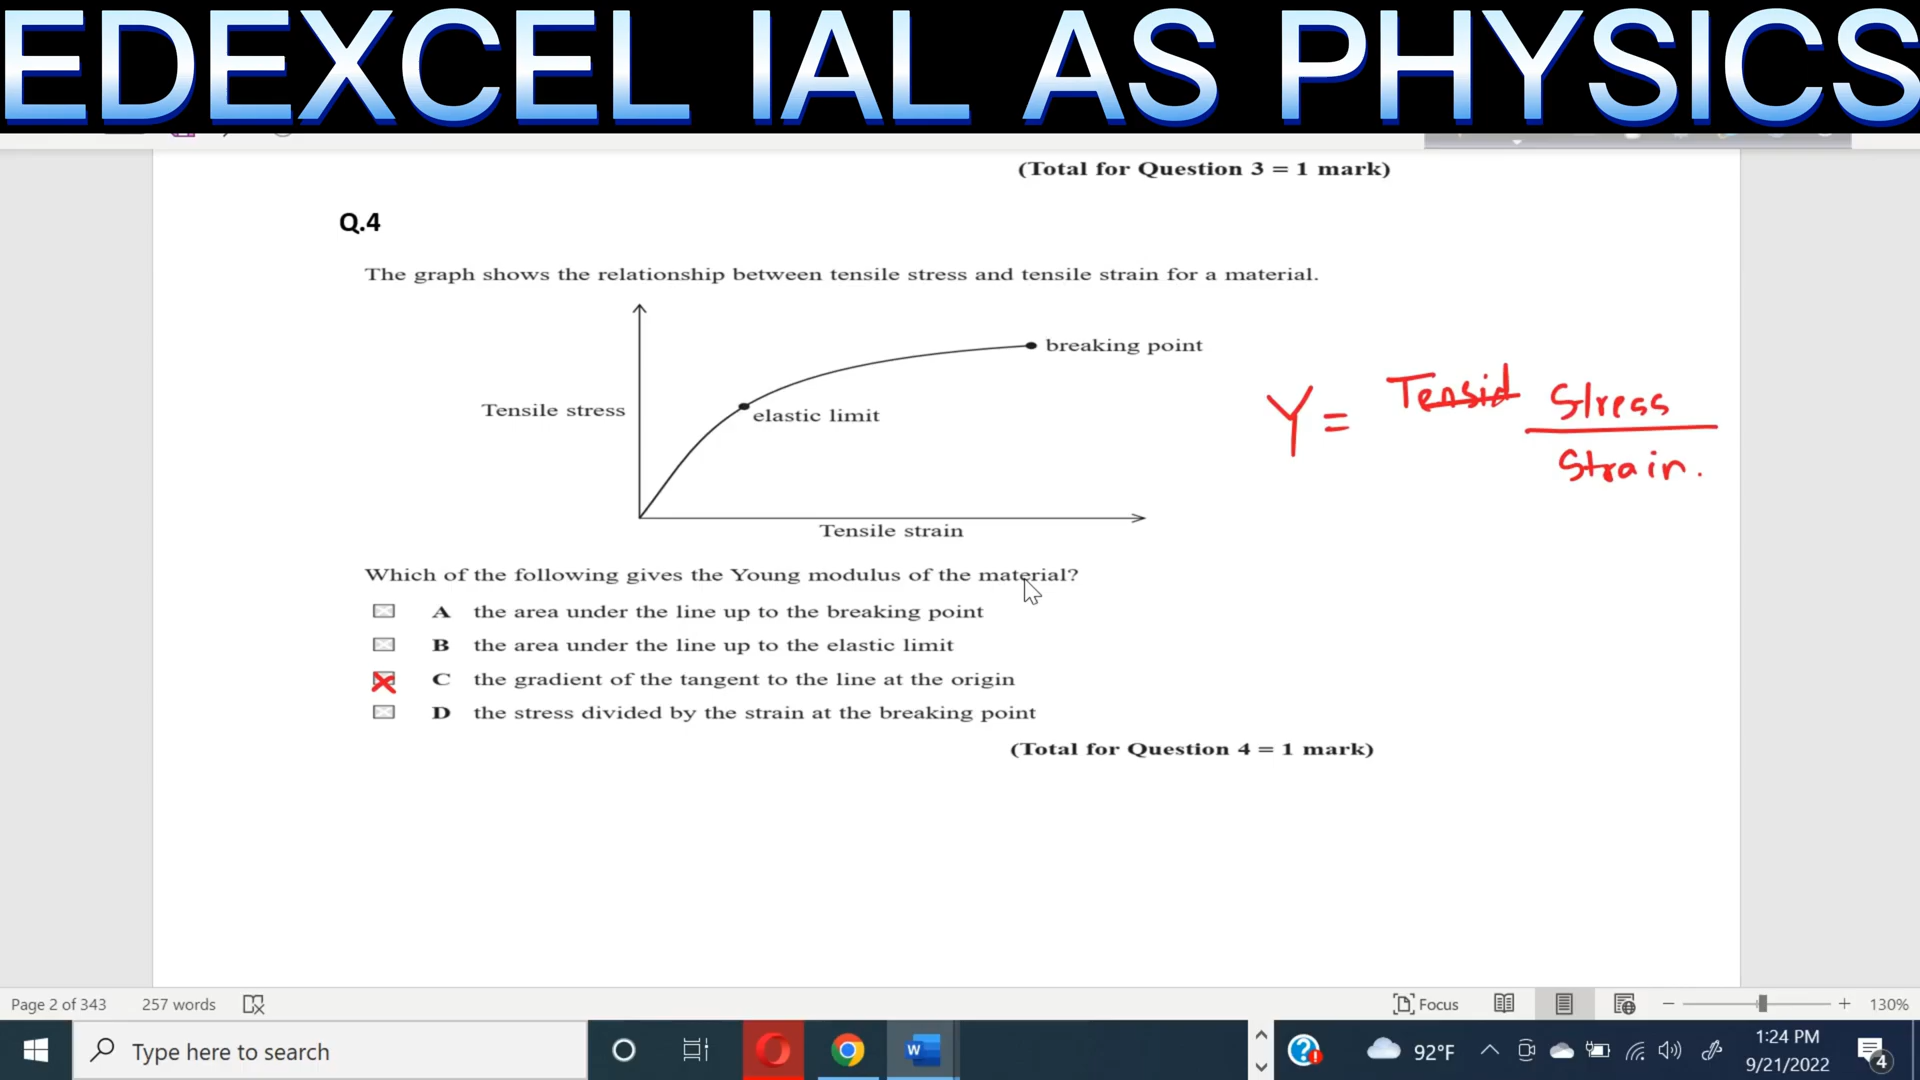 EDEXCEL IAL AS PHYSICS
(Total for Question 3 = 1 mark)
Q.4
The graph shows the relationship between tensile stress and tensile strain for a material.
breaking point
Tensile stress
elastic limit
Tensile strain
Y = Tensid Stress
Strain.
Which of the following gives the Young modulus of the material?
A the area under the line up to the breaking point
B the area under the line up to the elastic limit
C the gradient of the tangent to the line at the origin
D the stress divided by the strain at the breaking point
(Total for Question 4 = 1 mark)
Page 2 of 343 257 words Focus 130%
Type here to search
W
92°F
1:24 PM
9/21/2022
4